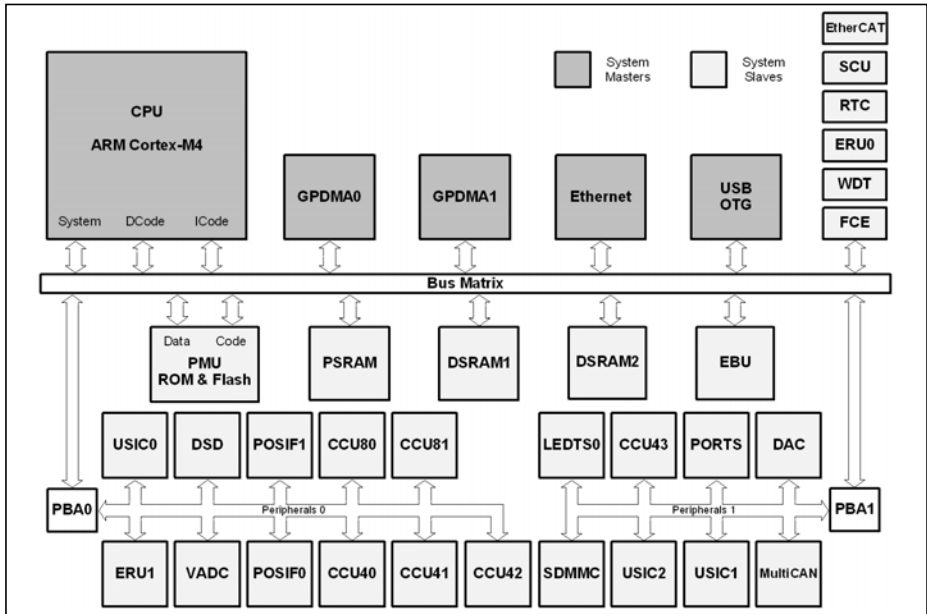 EtherCAT
System Masters
System Slaves
SCU
CPU
ARM Cortex-M4
RTC
ERU0
GPDMA0
GPDMA1
Ethernet
USB OTG
WDT
System
DCode
ICode
FCE
Bus Matrix
Data
Code
PMU
ROM & Flash
PSRAM
DSRAM1
DSRAM2
EBU
USIC0
DSD
POSIF1
CCU80
CCU81
LEDTS0
CCU43
PORTS
DAC
PBA0
Peripherals 0
Peripherals 1
PBA1
ERU1
VADC
POSIF0
CCU40
CCU41
CCU42
SDMMC
USIC2
USIC1
MultiCAN